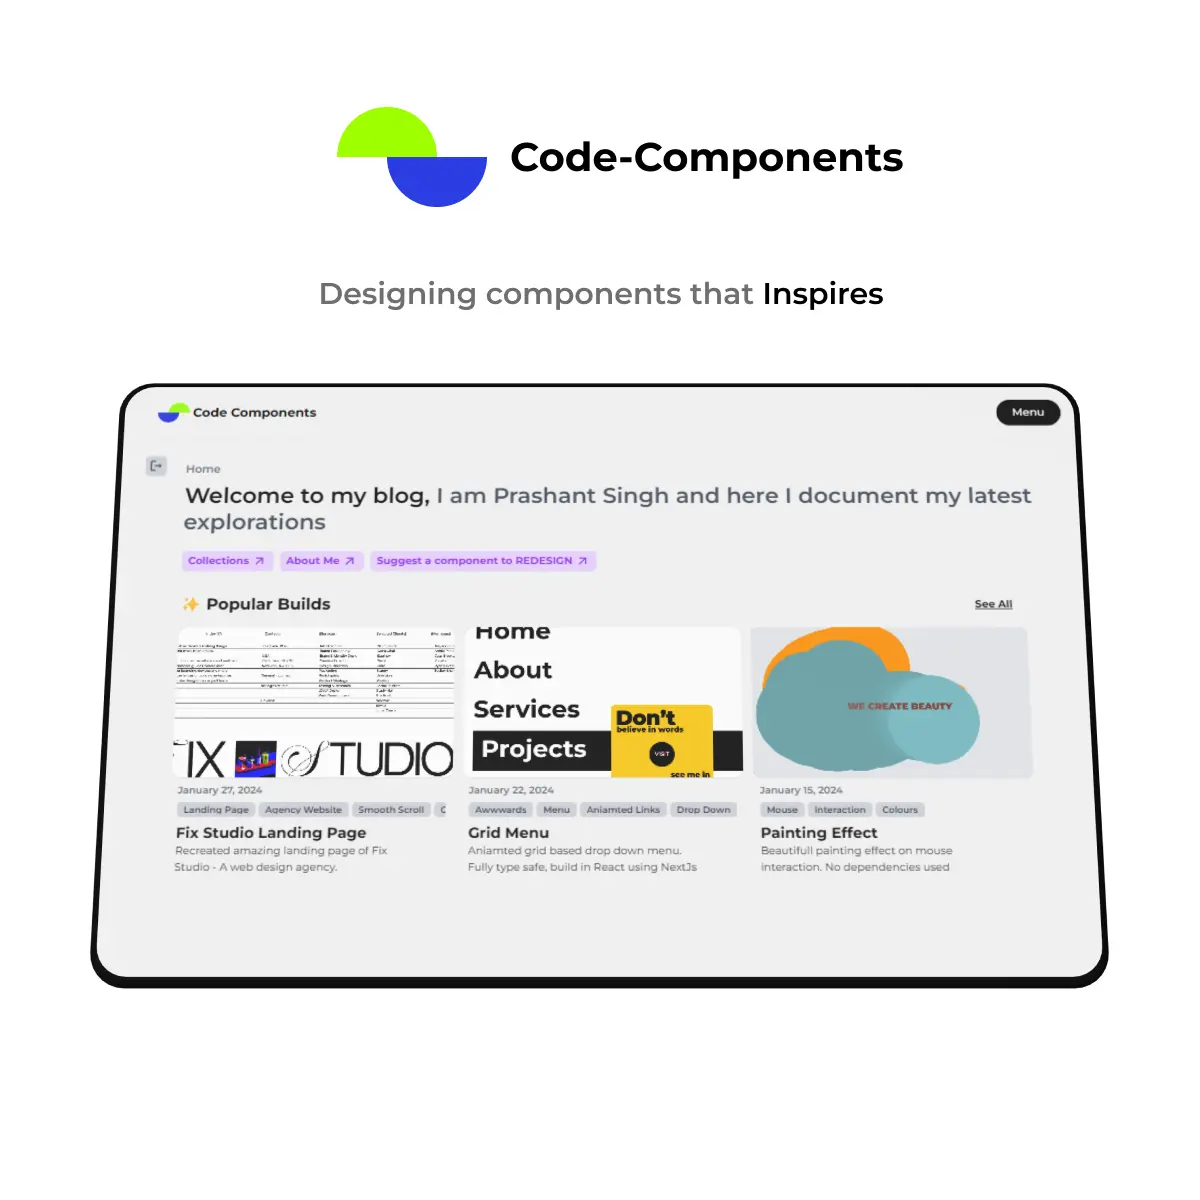 Code-Components
Designing components that Inspires
Code Components
Menu
Home
Welcome to my blog, I am Prashant Singh and here I document my latest
explorations
Collections
About Me
Suggest a component to REDESIGN
Popular Builds
See All
FIX STUDIO
Home
About
Services
Projects
Don't
believe in words
VISIT
see me in
WE CREATE BEAUTY
January 27, 2024
Landing Page
Agency Website
Smooth Scroll
Fix Studio Landing Page
Recreated amazing landing page of Fix
Studio - A web design agency.
January 22, 2024
Awwwards
Menu
Aniamted Links
Drop Down
Grid Menu
Aniamted grid based drop down menu.
Fully type safe, build in React using NextJs
January 15, 2024
Mouse
Interaction
Colours
Painting Effect
Beautifull painting effect on mouse
interaction. No dependencies used